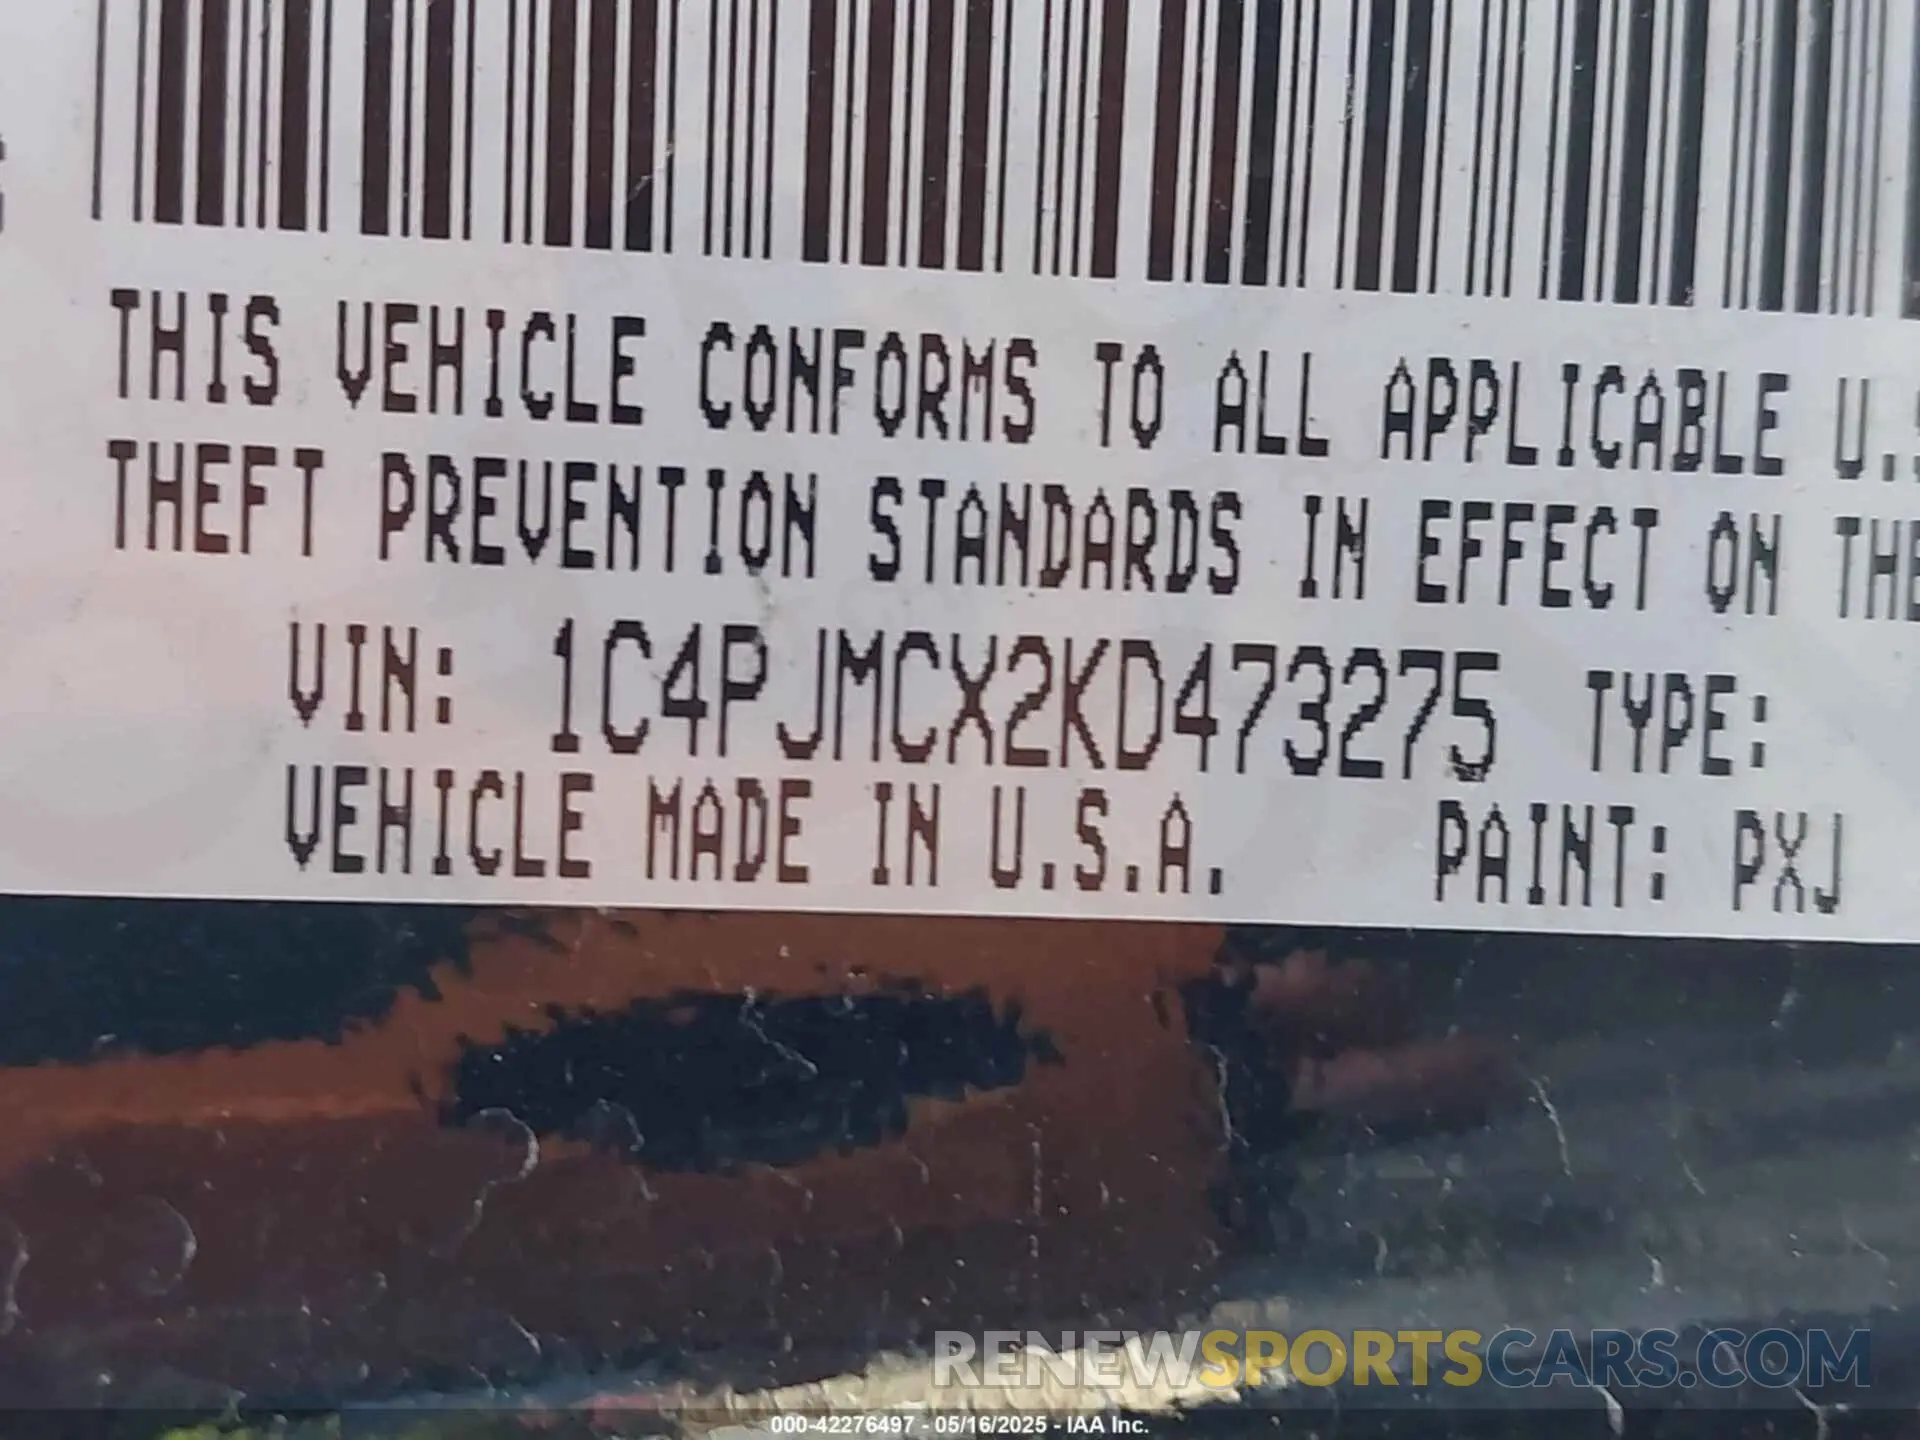 THIS VEHICLE CONFORMS TO ALL APPLICABLE U.S
THEFT PREVENTION STANDARDS IN EFFECT ON THE
VIN: 1C4PJMCX2KD473275 TYPE:
VEHICLE MADE IN U.S.A. PAINT: PXJ
RENEWSPORTSCARS.COM
000-42276497 - 05/16/2025 - IAA Inc.